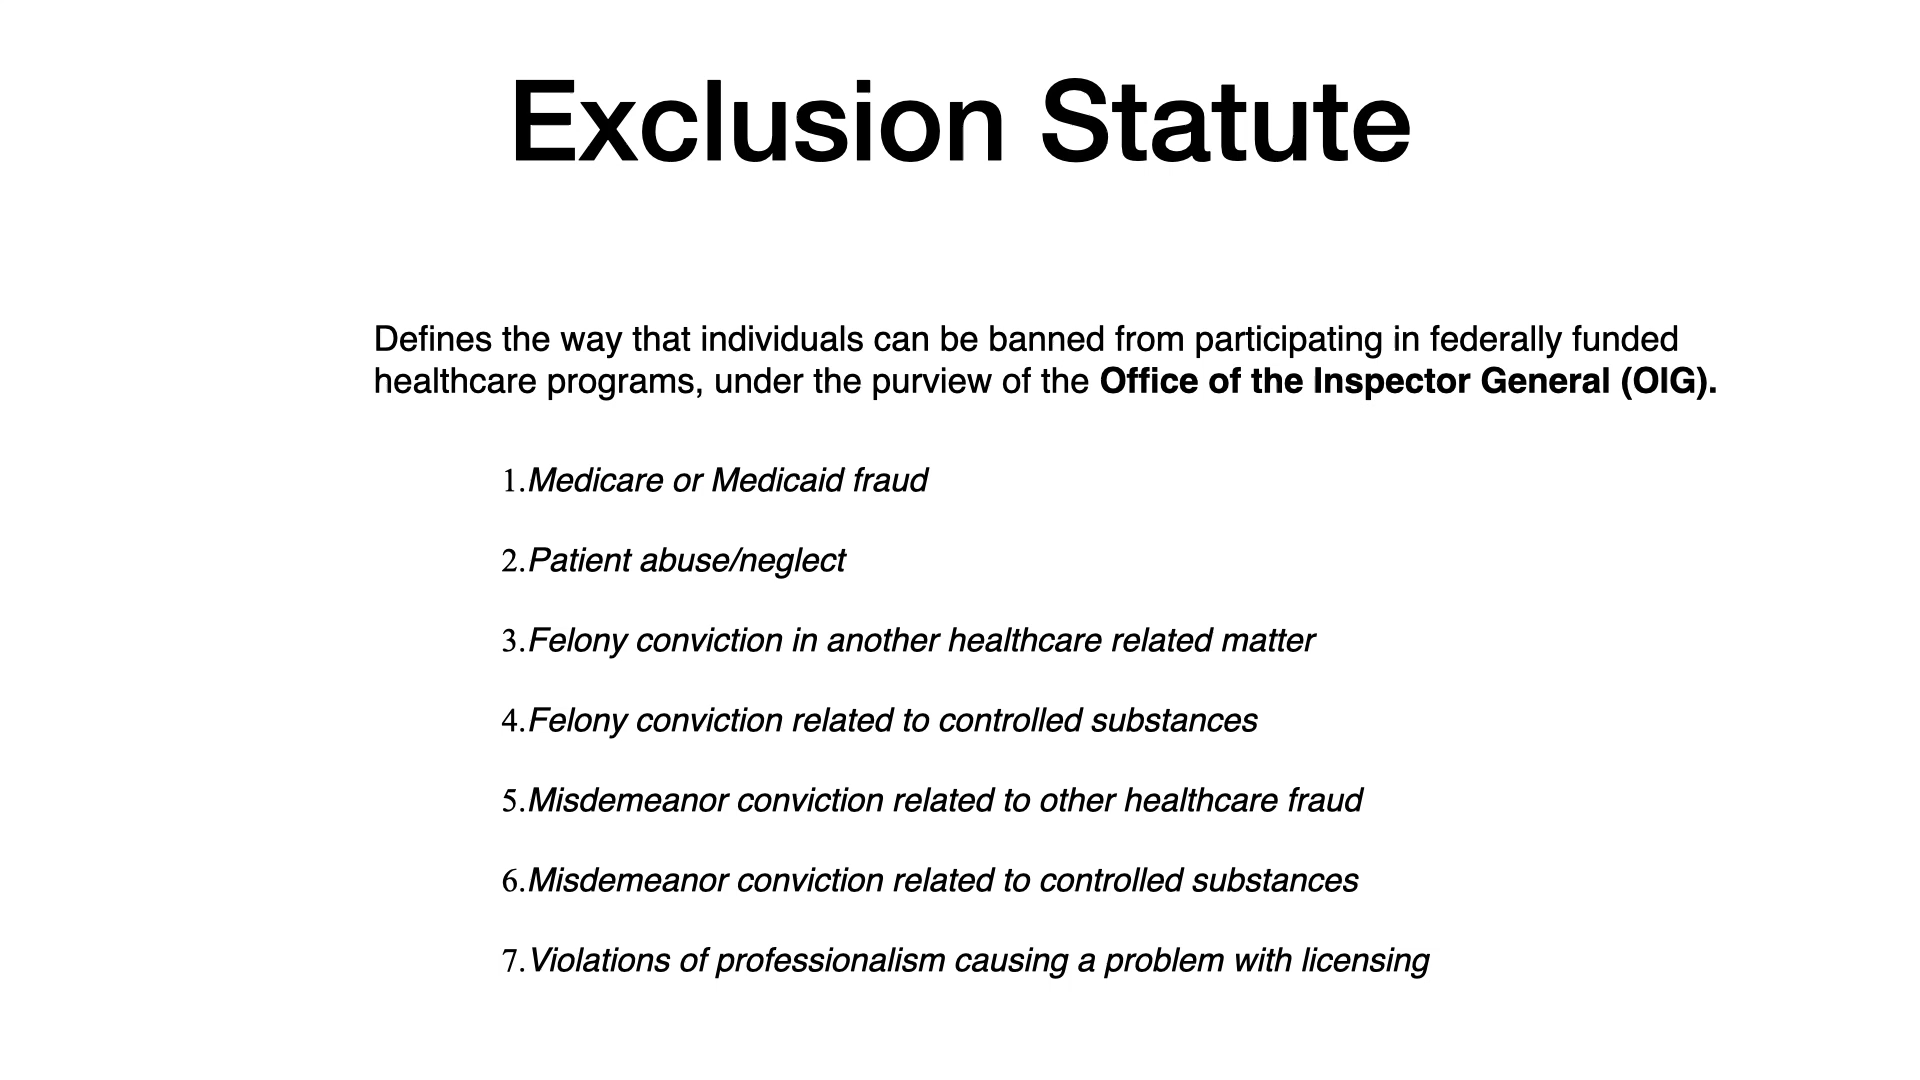 Exclusion Statute
Defines the way that individuals can be banned from participating in federally funded
healthcare programs, under the purview of the Office of the Inspector General (OIG).
1.Medicare or Medicaid fraud
2.Patient abuse/neglect
3.Felony conviction in another healthcare related matter
4.Felony conviction related to controlled substances
5.Misdemeanor conviction related to other healthcare fraud
6.Misdemeanor conviction related to controlled substances
7.Violations of professionalism causing a problem with licensing